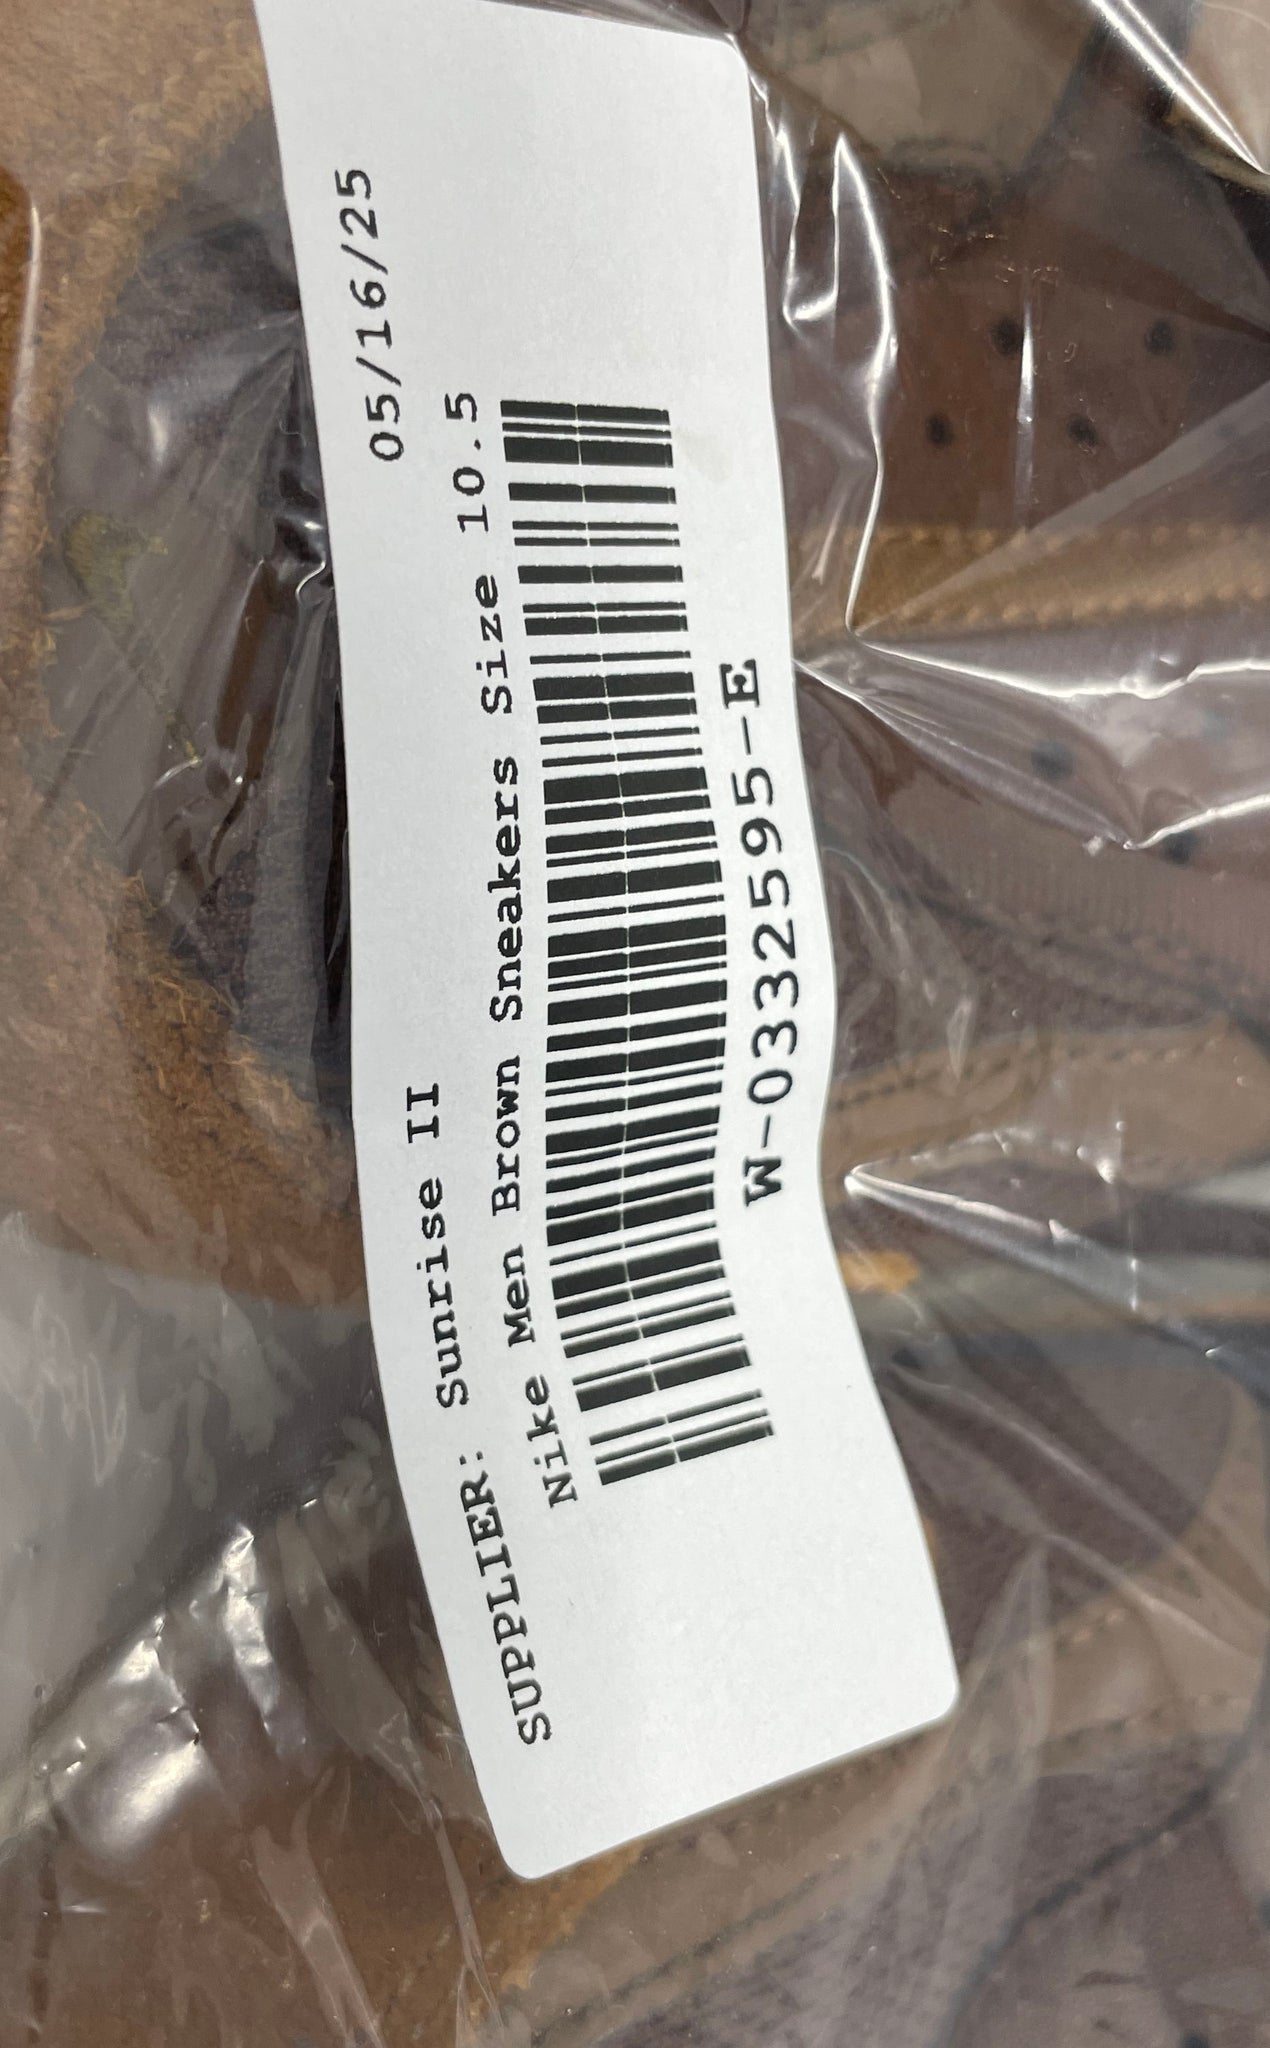 05/16/25
SUPPLIER: Sunrise II
Nike Men Brown Sneakers Size 10.5
W-0332595-E